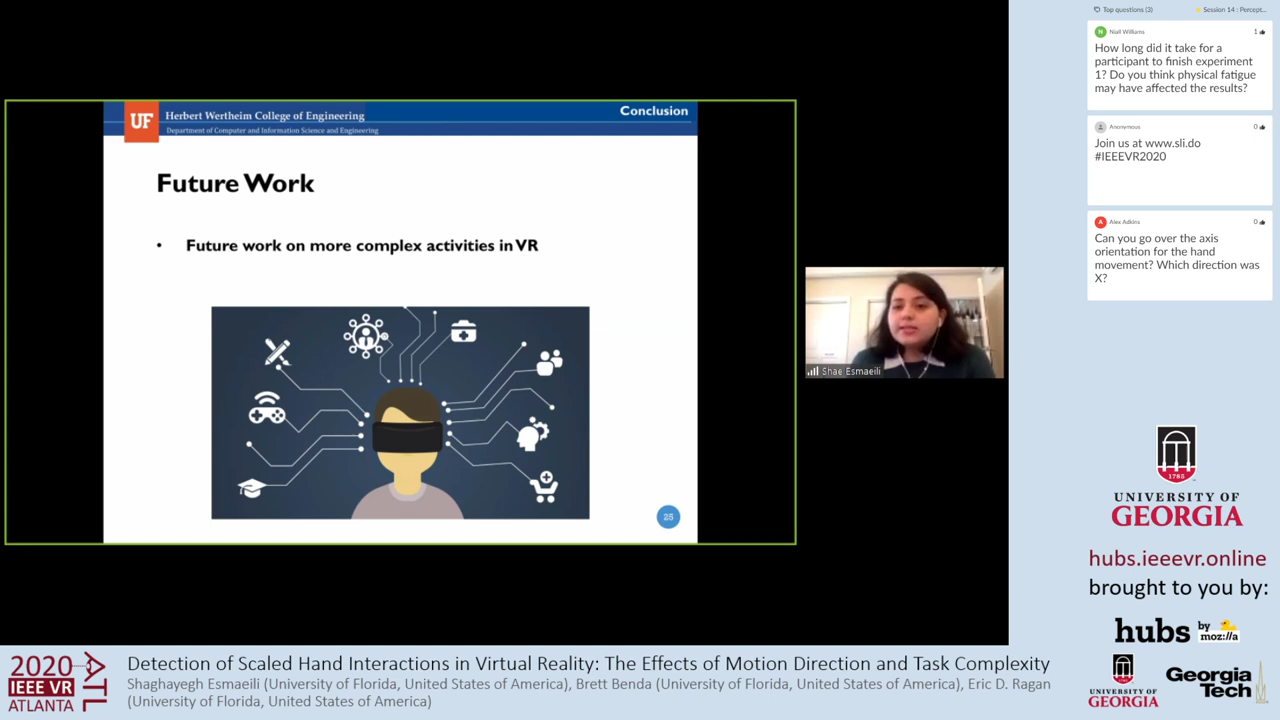 UF
Herbert Wertheim College of Engineering
Department of Computer and Information Science and Engineering
Conclusion
Future Work
• Future work on more complex activities in VR
25
Shae Esmaeili
Top questions (3)
Session 14 : Percept...
N
Niall Williams
1
How long did it take for a
participant to finish experiment
1? Do you think physical fatigue
may have affected the results?
Anonymous
0
Join us at www.sli.do
#IEEEVR2020
A
Alex Adkins
0
Can you go over the axis
orientation for the hand
movement? Which direction was
X?
1785
UNIVERSITY OF
GEORGIA
hubs.ieeevr.online
brought to you by:
hubs by
moz://a
UNIVERSITY OF
GEORGIA
Georgia
Tech
2020
IEEE VR
ATLANTA
ATL
Detection of Scaled Hand Interactions in Virtual Reality: The Effects of Motion Direction and Task Complexity
Shaghayegh Esmaeili (University of Florida, United States of America), Brett Benda (University of Florida, United States of America), Eric D. Ragan
(University of Florida, United States of America)